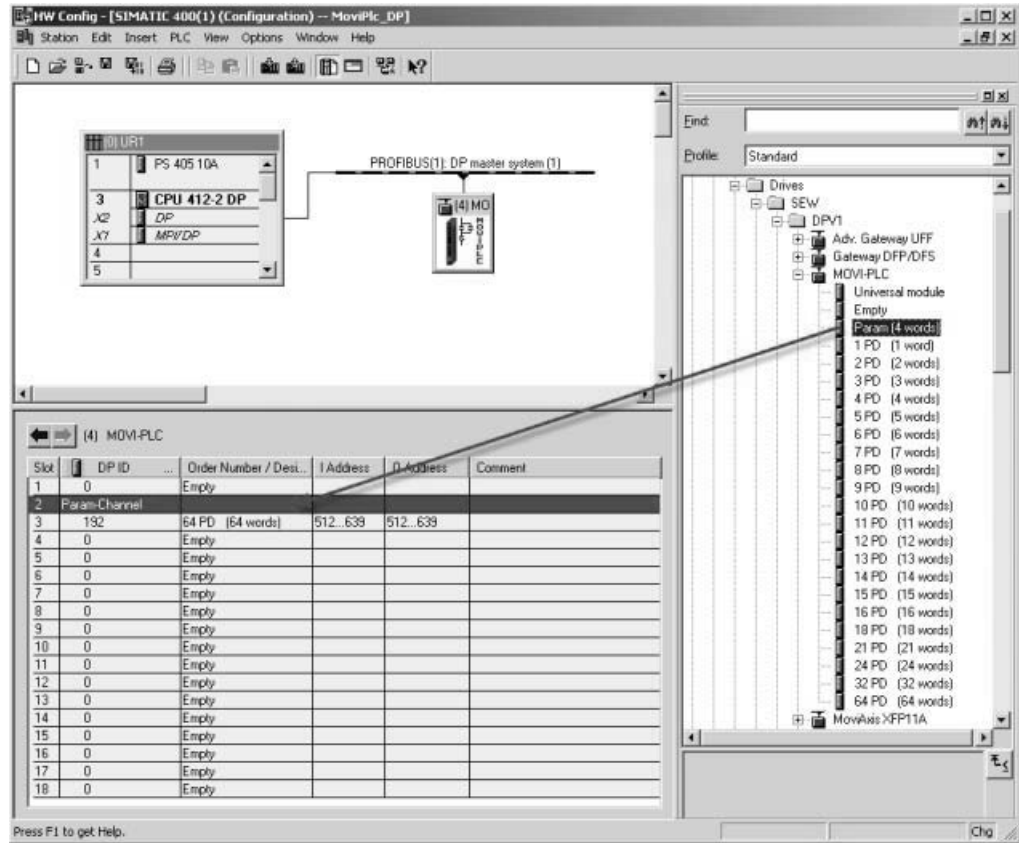 HW Config - [SIMATIC 400(1) (Configuration) -- MoviPlc_DP]
Station Edit Insert PLC View Options Window Help
(0) UR1
1 PS 405 10A
3 CPU 412-2 DP
X2 DP
X1 MPI/DP
4
5
PROFIBUS(1): DP master system (1)
(4) MO
MOVIPLC
Find:
Profile: Standard
Drives
SEW
DPV1
Adv. Gateway UFF
Gateway DFP/DFS
MOVI-PLC
Universal module
Empty
Param (4 words)
1 PD (1 word)
2 PD (2 words)
3 PD (3 words)
4 PD (4 words)
5 PD (5 words)
6 PD (6 words)
7 PD (7 words)
8 PD (8 words)
9 PD (9 words)
10 PD (10 words)
11 PD (11 words)
12 PD (12 words)
13 PD (13 words)
14 PD (14 words)
15 PD (15 words)
16 PD (16 words)
18 PD (18 words)
21 PD (21 words)
24 PD (24 words)
32 PD (32 words)
64 PD (64 words)
MoviAxis XFP11A
(4) MOVI-PLC
Slot DP ID ... Order Number / Desi... I Address Q Address Comment
1 0 Empty
2 Param-Channel
3 192 64 PD (64 words) 512...639 512...639
4 0 Empty
5 0 Empty
6 0 Empty
7 0 Empty
8 0 Empty
9 0 Empty
10 0 Empty
11 0 Empty
12 0 Empty
13 0 Empty
14 0 Empty
15 0 Empty
16 0 Empty
17 0 Empty
18 0 Empty
Press F1 to get Help. Chg